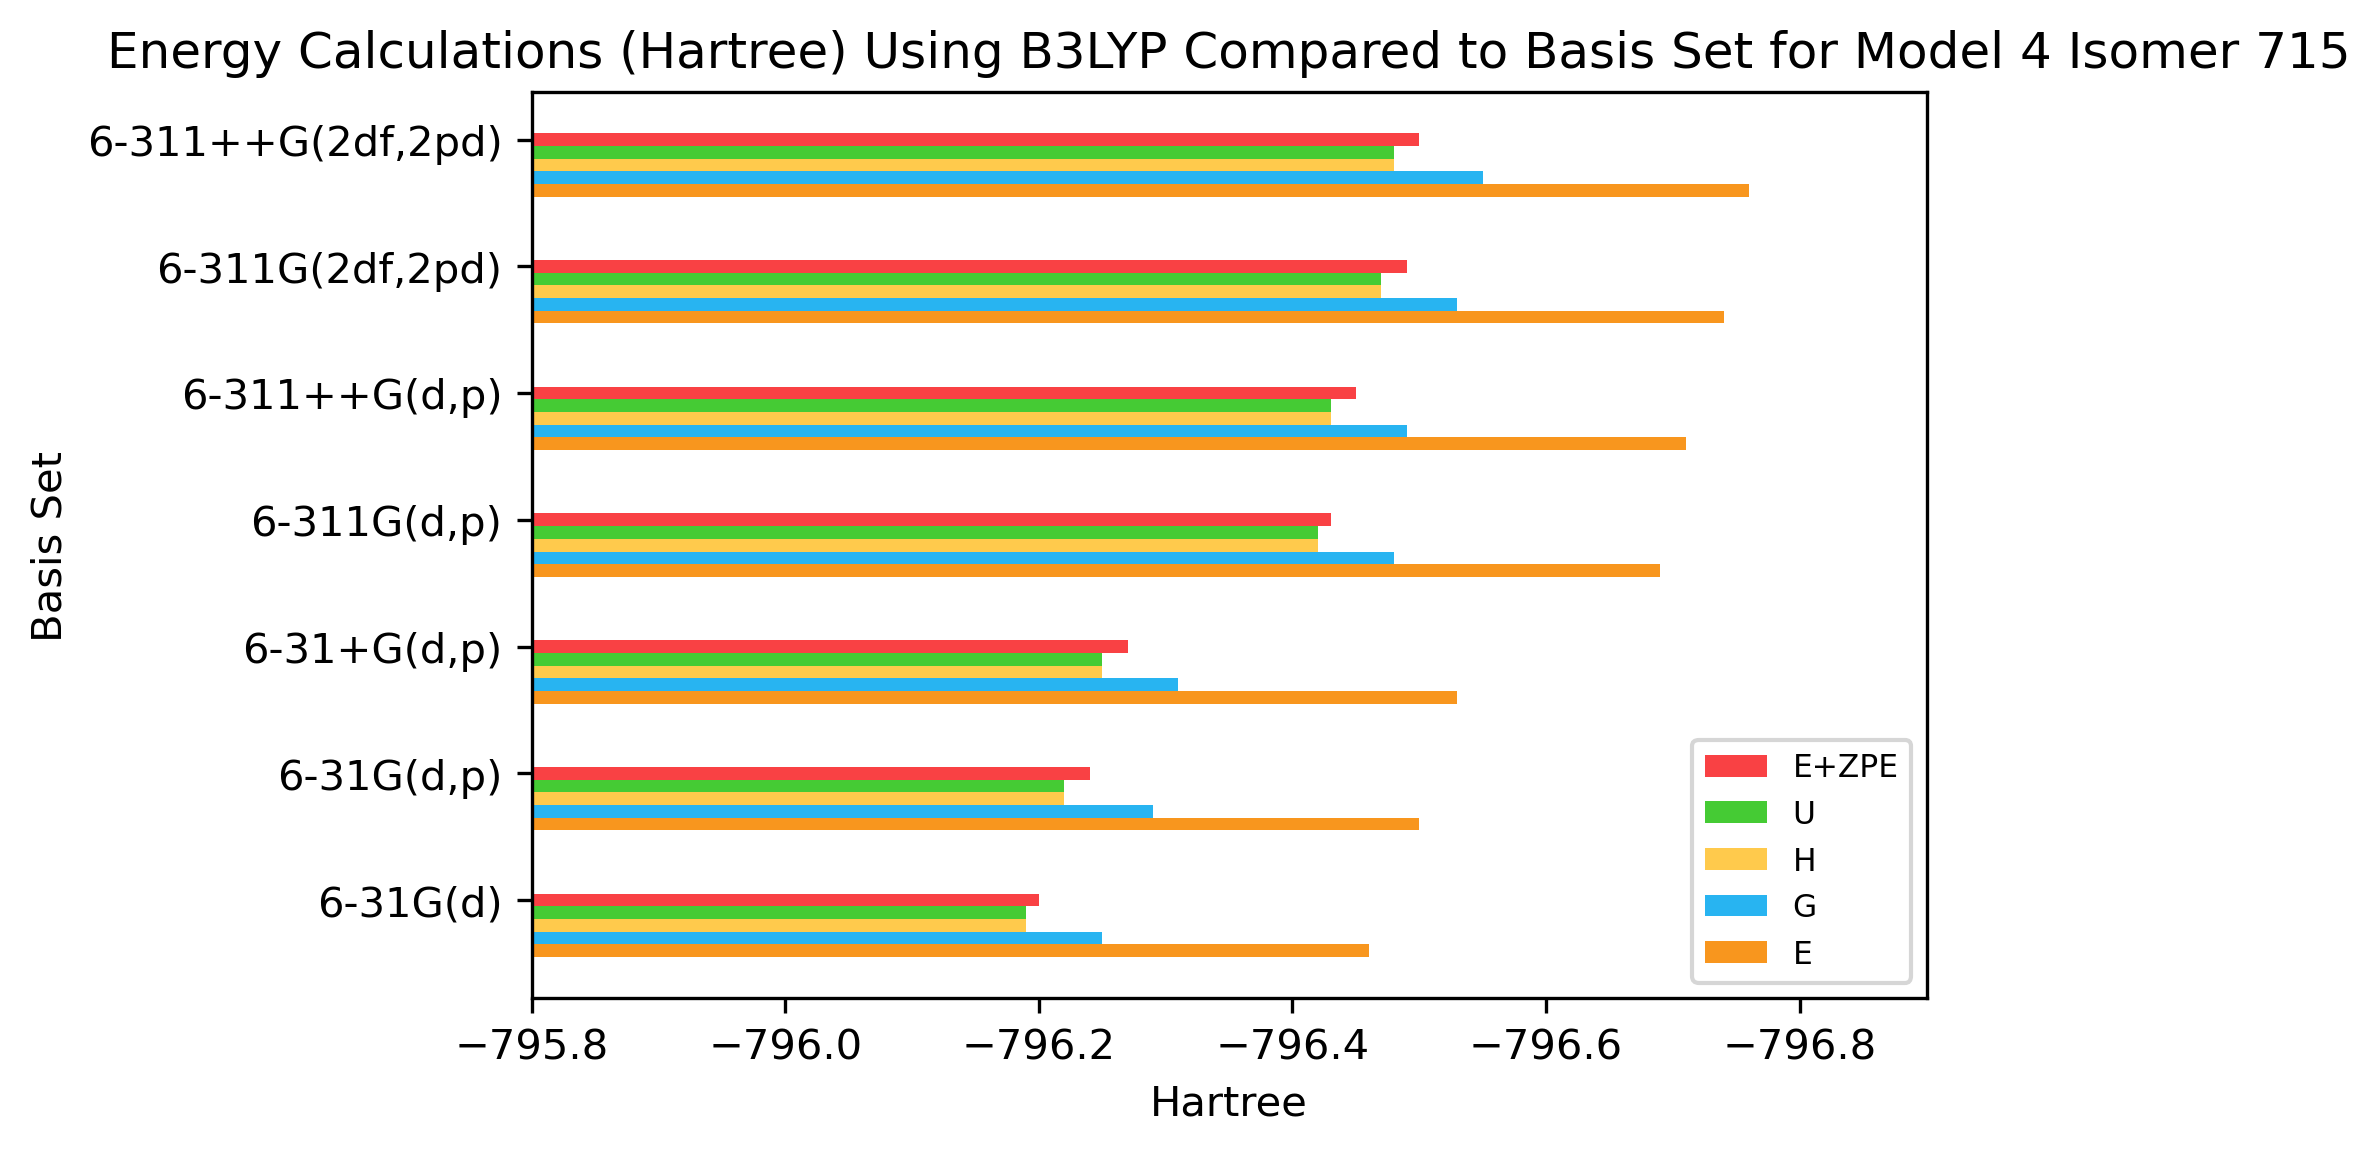 Energy Calculations (Hartree) Using B3LYP Compared to Basis Set for Model 4 Isomer 715
6-311++G(2df,2pd)
6-311G(2df,2pd)
6-311++G(d,p)
6-311G(d,p)
6-31+G(d,p)
6-31G(d,p)
6-31G(d)
Basis Set
E+ZPE
U
H
G
E
−795.8 −796.0 −796.2 −796.4 −796.6 −796.8
Hartree